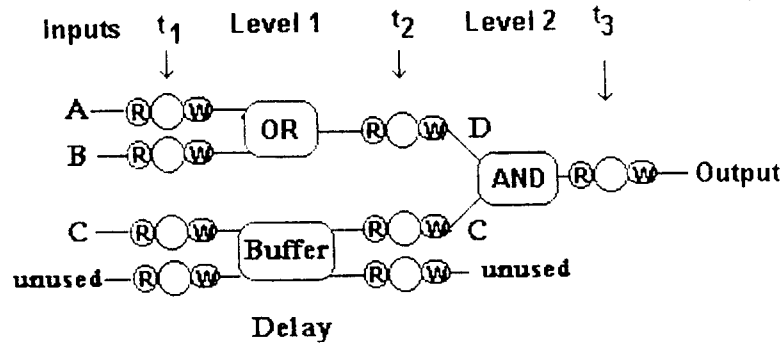 Inputs t1 Level 1 t2 Level 2 t3
A R W OR R W D
B R W
AND R W Output
C R W Buffer R W C
unused R W R W unused
Delay